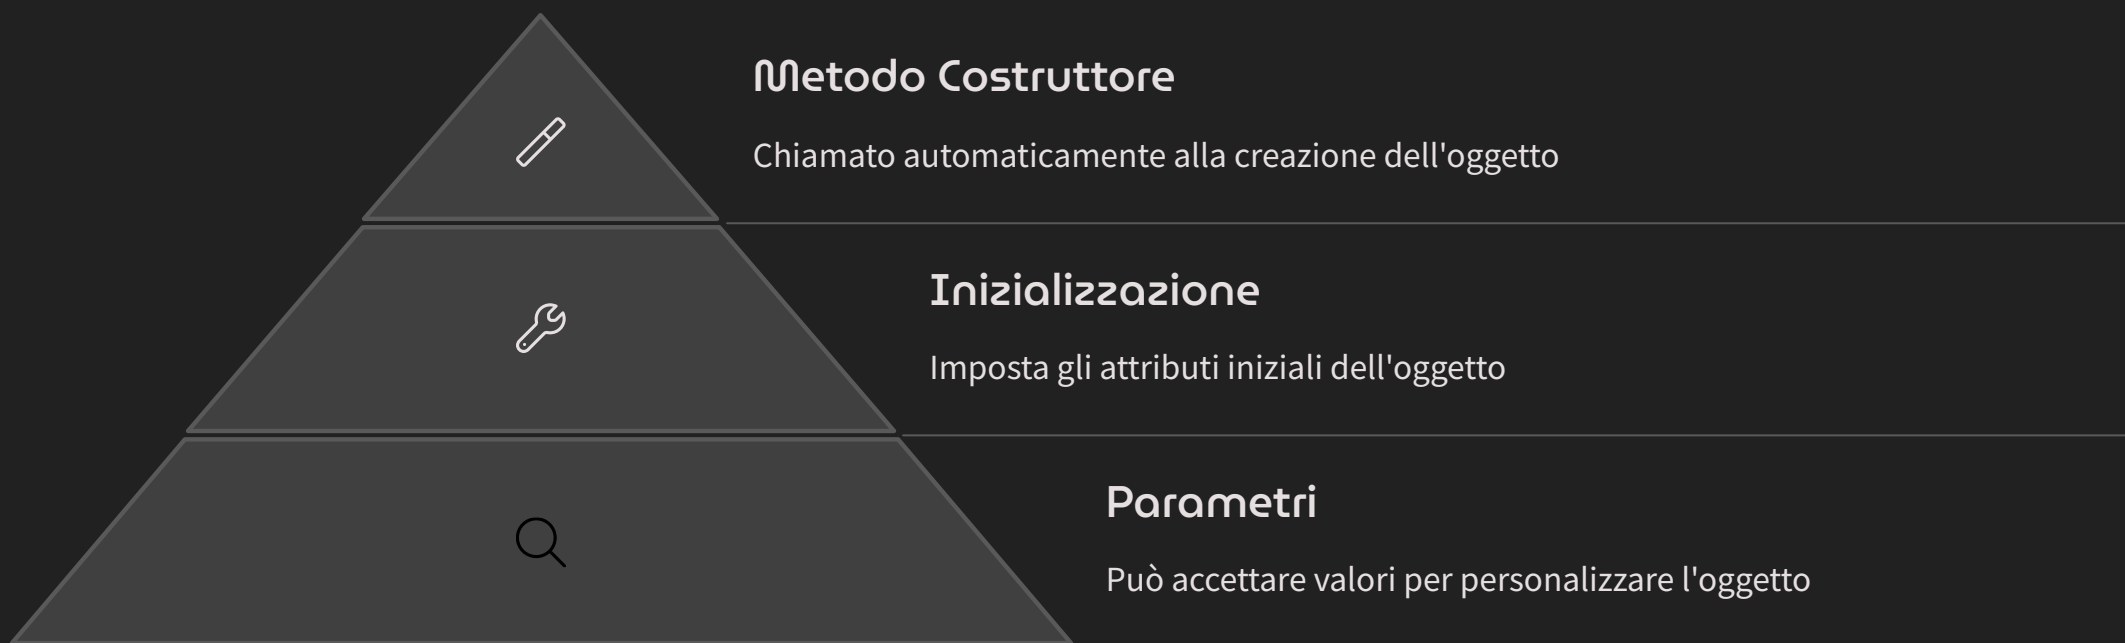 Metodo Costruttore
Chiamato automaticamente alla creazione dell'oggetto
Inizializzazione
Imposta gli attributi iniziali dell'oggetto
Parametri
Può accettare valori per personalizzare l'oggetto